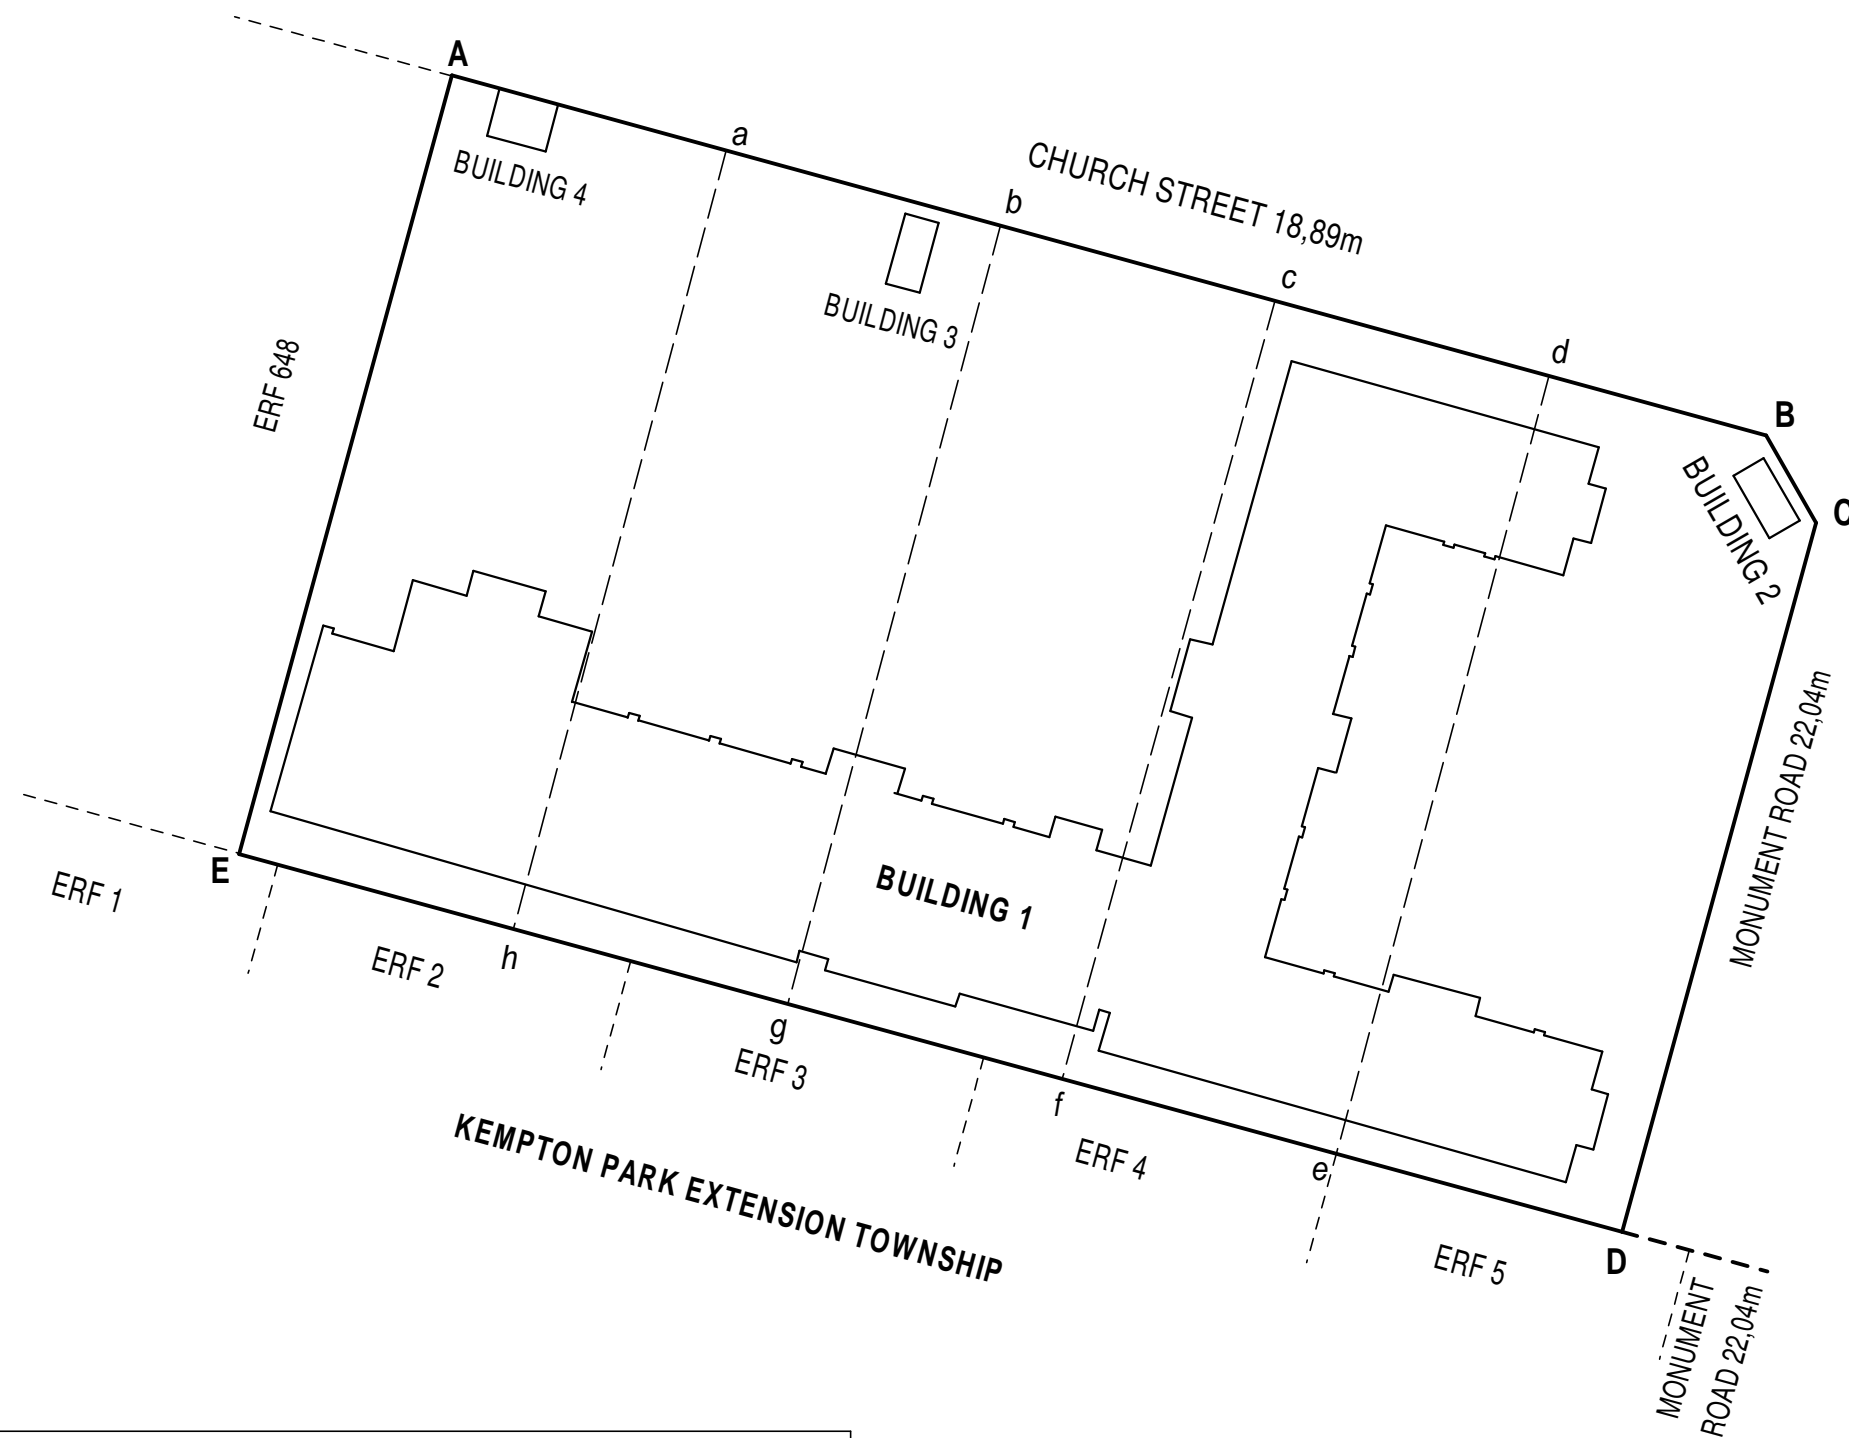 A
a
BUILDING 4
b
CHURCH STREET 18,89m
BUILDING 3
c
d
B
BUILDING 2
C
ERF 648
MONUMENT ROAD 22,04m
E
ERF 1
BUILDING 1
ERF 2
h
g
ERF 3
f
ERF 4
e
KEMPTON PARK EXTENSION TOWNSHIP
ERF 5
D
MONUMENT
ROAD 22,04m